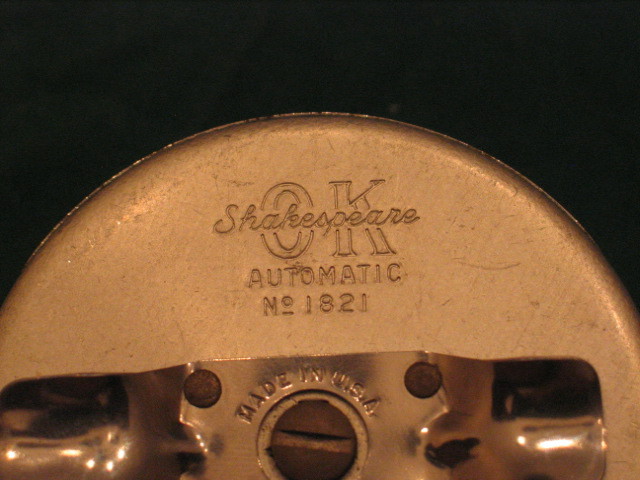 OK
Shakespeare
AUTOMATIC
Nº 1821
MADE IN U.S.A.